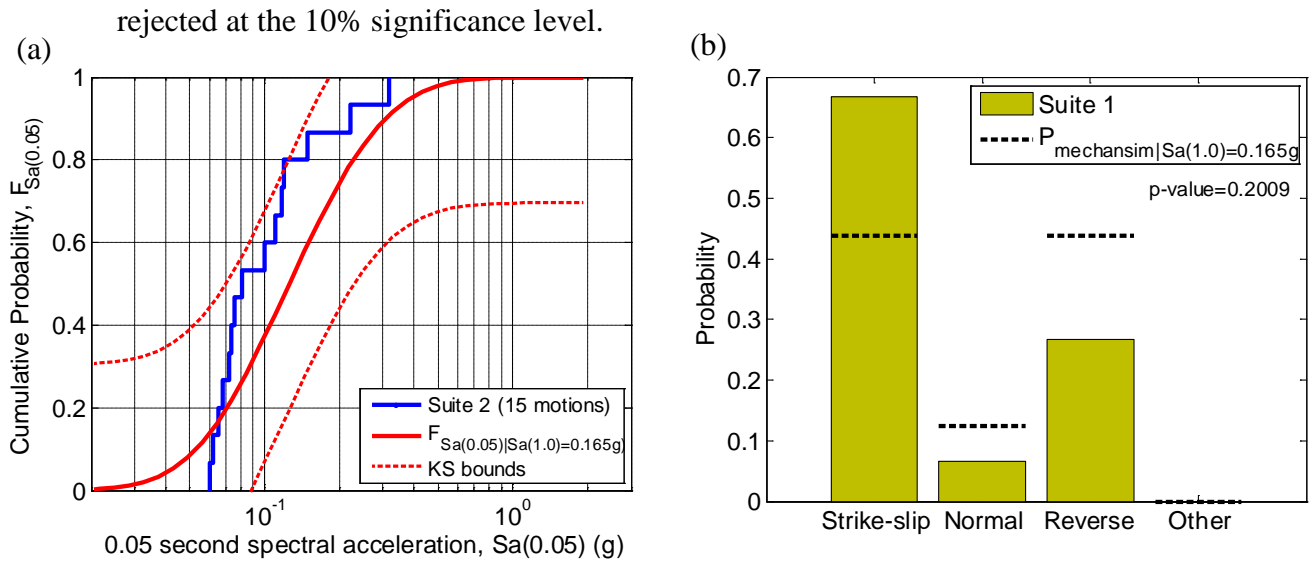 rejected at the 10% significance level.
(a)
1
0.8
0.6
0.4
0.2
0
Cumulative Probability, F_Sa(0.05)
10^-1
10^0
0.05 second spectral acceleration, Sa(0.05) (g)
Suite 2 (15 motions)
F_Sa(0.05)|Sa(1.0)=0.165g)
KS bounds
(b)
0.7
0.6
0.5
0.4
0.3
0.2
0.1
0
Probability
Suite 1
P_mechansim|Sa(1.0)=0.165g
p-value=0.2009
Strike-slip Normal Reverse Other